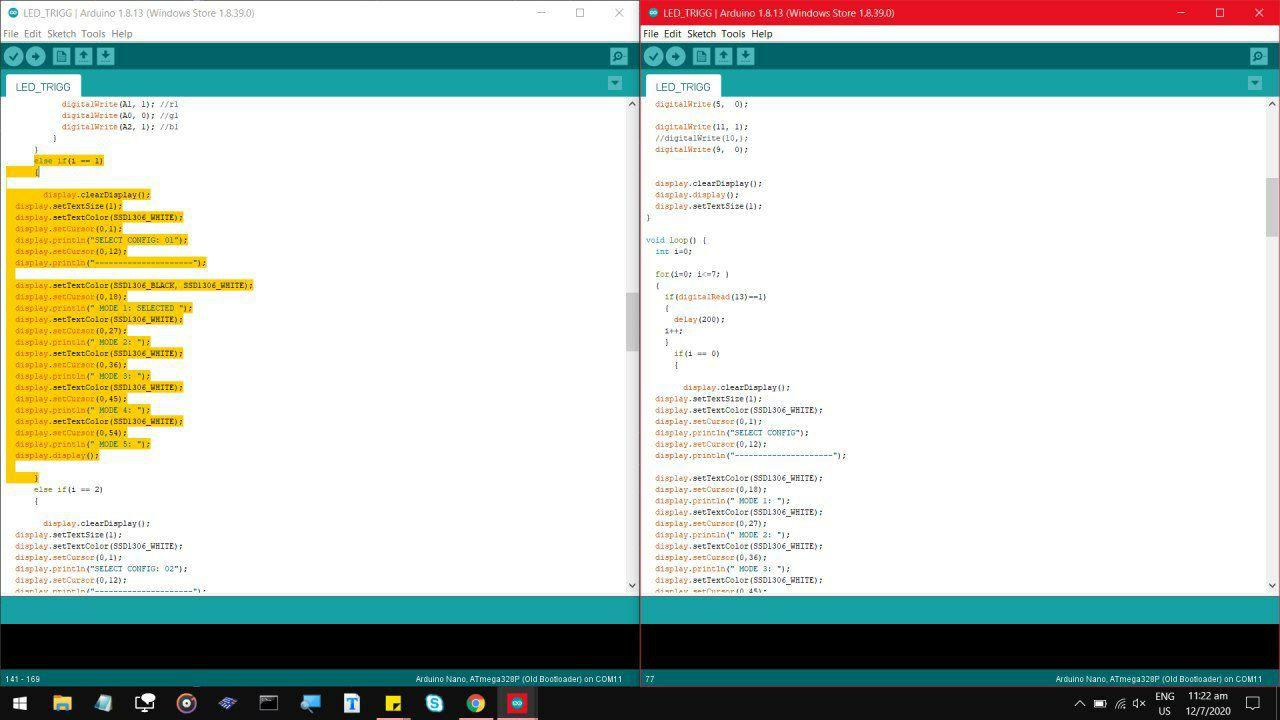 LED_TRIGG | Arduino 1.8.13 (Windows Store 1.8.39.0)
File Edit Sketch Tools Help
LED_TRIGG
digitalWrite(A1, 1); //r1
digitalWrite(A0, 0); //g1
digitalWrite(A2, 1); //b1
}
}
else if(i == 1)
{
display.clearDisplay();
display.setTextSize(1);
display.setTextColor(SSD1306_WHITE);
display.setCursor(0,1);
display.println("SELECT CONFIG: 01");
display.setCursor(0,12);
display.println("---------------------");
display.setTextColor(SSD1306_BLACK, SSD1306_WHITE);
display.setCursor(0,18);
display.println(" MODE 1: SELECTED ");
display.setTextColor(SSD1306_WHITE);
display.setCursor(0,27);
display.println(" MODE 2: ");
display.setTextColor(SSD1306_WHITE);
display.setCursor(0,36);
display.println(" MODE 3: ");
display.setTextColor(SSD1306_WHITE);
display.setCursor(0,45);
display.println(" MODE 4: ");
display.setTextColor(SSD1306_WHITE);
display.setCursor(0,54);
display.println(" MODE 5: ");
display.display();
}
else if(i == 2)
{
display.clearDisplay();
display.setTextSize(1);
display.setTextColor(SSD1306_WHITE);
display.setCursor(0,1);
display.println("SELECT CONFIG: 02");
display.setCursor(0,12);
display.println("---------------------");
141 - 169
Arduino Nano, ATmega328P (Old Bootloader) on COM11
LED_TRIGG | Arduino 1.8.13 (Windows Store 1.8.39.0)
File Edit Sketch Tools Help
LED_TRIGG
digitalWrite(5,  0);
digitalWrite(11, 1);
//digitalWrite(10,);
digitalWrite(9,  0);
display.clearDisplay();
display.display();
display.setTextSize(1);
}
void loop() {
int i=0;
for(i=0; i<=7; )
{
if(digitalRead(13)==1)
{
delay(200);
i++;
}
if(i == 0)
{
display.clearDisplay();
display.setTextSize(1);
display.setTextColor(SSD1306_WHITE);
display.setCursor(0,1);
display.println("SELECT CONFIG");
display.setCursor(0,12);
display.println("---------------------");
display.setTextColor(SSD1306_WHITE);
display.setCursor(0,18);
display.println(" MODE 1: ");
display.setTextColor(SSD1306_WHITE);
display.setCursor(0,27);
display.println(" MODE 2: ");
display.setTextColor(SSD1306_WHITE);
display.setCursor(0,36);
display.println(" MODE 3: ");
display.setTextColor(SSD1306_WHITE);
display.setCursor(0,45);
77
Arduino Nano, ATmega328P (Old Bootloader) on COM11
ENG
US
11:22 am
12/7/2020